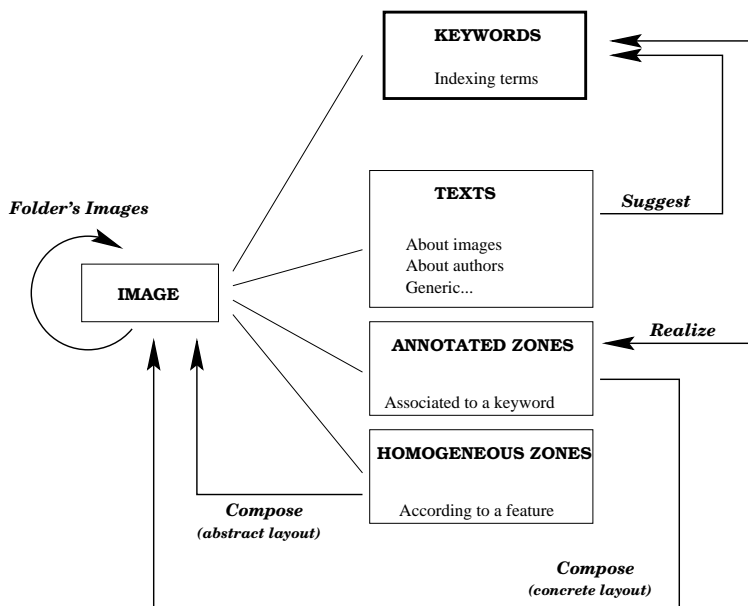 KEYWORDS
Indexing terms
TEXTS
Suggest
Folder's Images
About images
About authors
Generic...
IMAGE
Realize
ANNOTATED ZONES
Associated to a keyword
HOMOGENEOUS ZONES
According to a feature
Compose
(abstract layout)
Compose
(concrete layout)